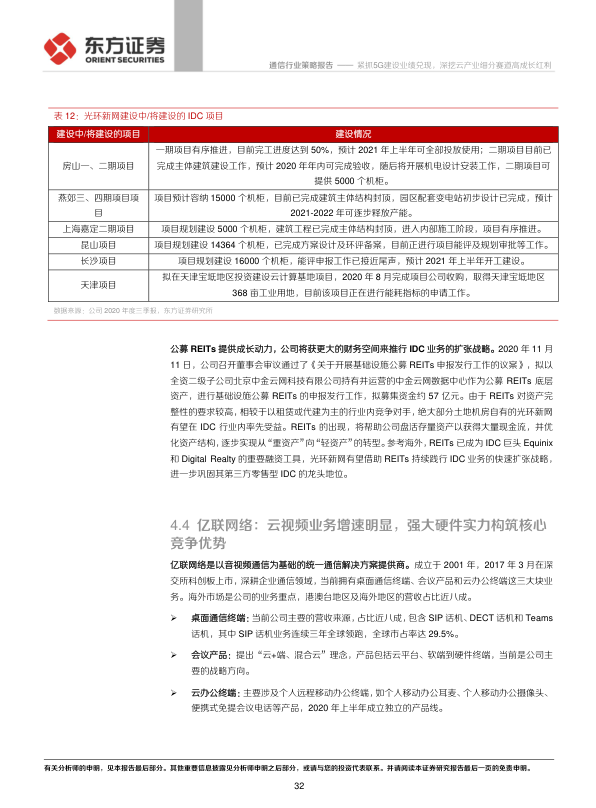 东方证券
ORIENT SECURITIES
通信行业策略报告 —— 紧抓5G建设业绩兑现，深挖云产业细分赛道高成长红利
表 12：光环新网建设中/将建设的 IDC 项目
建设中/将建设的项目 建设情况
房山一、二期项目
一期项目有序推进，目前完工进度达到 50%，预计 2021 年上半年可全部投放使用；二期项目目前已
完成主体建筑建设工作，预计 2020 年年内可完成验收，随后将开展机电设计安装工作，二期项目可
提供 5000 个机柜。
燕郊三、四期项目项
目
项目预计容纳 15000 个机柜，目前已完成建筑主体结构封顶，园区配套变电站初步设计已完成，预计
2021-2022 年可逐步释放产能。
上海嘉定二期项目 项目规划建设 5000 个机柜，建筑工程已完成主体结构封顶，进入内部施工阶段，项目有序推进。
昆山项目 项目规划建设 14364 个机柜，已完成方案设计及环评备案，目前正进行项目能评及规划审批等工作。
长沙项目 项目规划建设 16000 个机柜，能评申报工作已接近尾声，预计 2021 年上半年开工建设。
天津项目
拟在天津宝坻地区投资建设云计算基地项目，2020 年 8 月完成项目公司收购，取得天津宝坻地区
368 亩工业用地，目前该项目正在进行能耗指标的申请工作。
数据来源：公司 2020 年度三季报，东方证券研究所
公募 REITs 提供成长动力，公司将获更大的财务空间来推行 IDC 业务的扩张战略。2020 年 11 月
11 日，公司召开董事会审议通过了《关于开展基础设施公募 REITs 申报发行工作的议案》，拟以
全资二级子公司北京中金云网科技有限公司持有并运营的中金云网数据中心作为公募 REITs 底层
资产，进行基础设施公募 REITs 的申报发行工作，拟募集资金约 57 亿元。由于 REITs 对资产完
整性的要求较高，相较于以租赁或代建为主的行业内竞争对手，绝大部分土地机房自有的光环新网
有望在 IDC 行业内率先受益。REITs 的出现，将帮助公司盘活存量资产以获得大量现金流，并优
化资产结构，逐步实现从“重资产”向“轻资产”的转型。参考海外，REITs 已成为 IDC 巨头 Equinix
和 Digital Realty 的重要融资工具，光环新网有望借助 REITs 持续践行 IDC 业务的快速扩张战略，
进一步巩固其第三方零售型 IDC 的龙头地位。
4.4 亿联网络：云视频业务增速明显，强大硬件实力构筑核心
竞争优势
亿联网络是以音视频通信为基础的统一通信解决方案提供商。成立于 2001 年，2017 年 3 月在深
交所科创板上市，深耕企业通信领域，当前拥有桌面通信终端、会议产品和云办公终端这三大块业
务。海外市场是公司的业务重点，港澳台地区及海外地区的营收占比近八成。
➢ 桌面通信终端：当前公司主要的营收来源，占比近八成，包含 SIP 话机、DECT 话机和 Teams
话机，其中 SIP 话机业务连续三年全球领跑，全球市占率达 29.5%。
➢ 会议产品：提出“云+端、混合云”理念，产品包括云平台、软端到硬件终端，当前是公司主
要的战略方向。
➢ 云办公终端：主要涉及个人远程移动办公终端，如个人移动办公耳麦、个人移动办公摄像头、
便携式免提会议电话等产品，2020 年上半年成立独立的产品线。
有关分析师的申明，见本报告最后部分。其他重要信息披露见分析师申明之后部分，或请与您的投资代表联系。并请阅读本证券研究报告最后一页的免责申明。
32